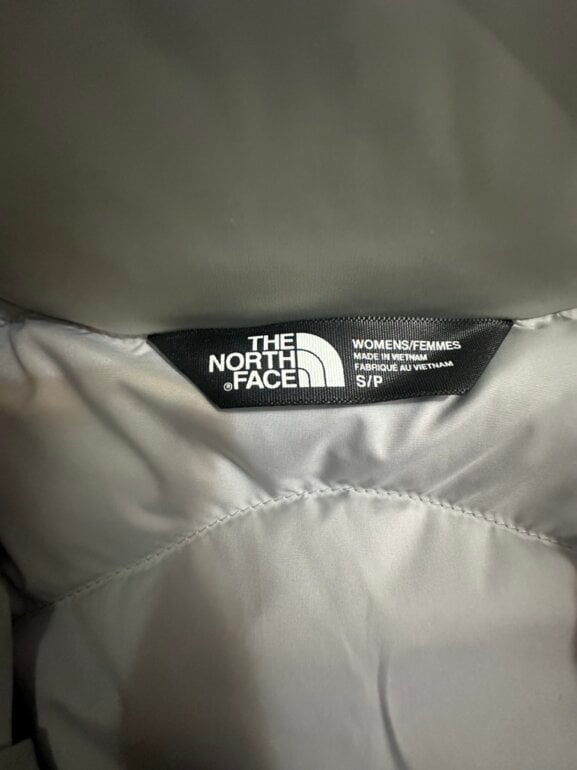 THE
NORTH
®FACE
WOMENS/FEMMES
MADE IN VIETNAM
FABRIQUÉ AU VIETNAM
S/P